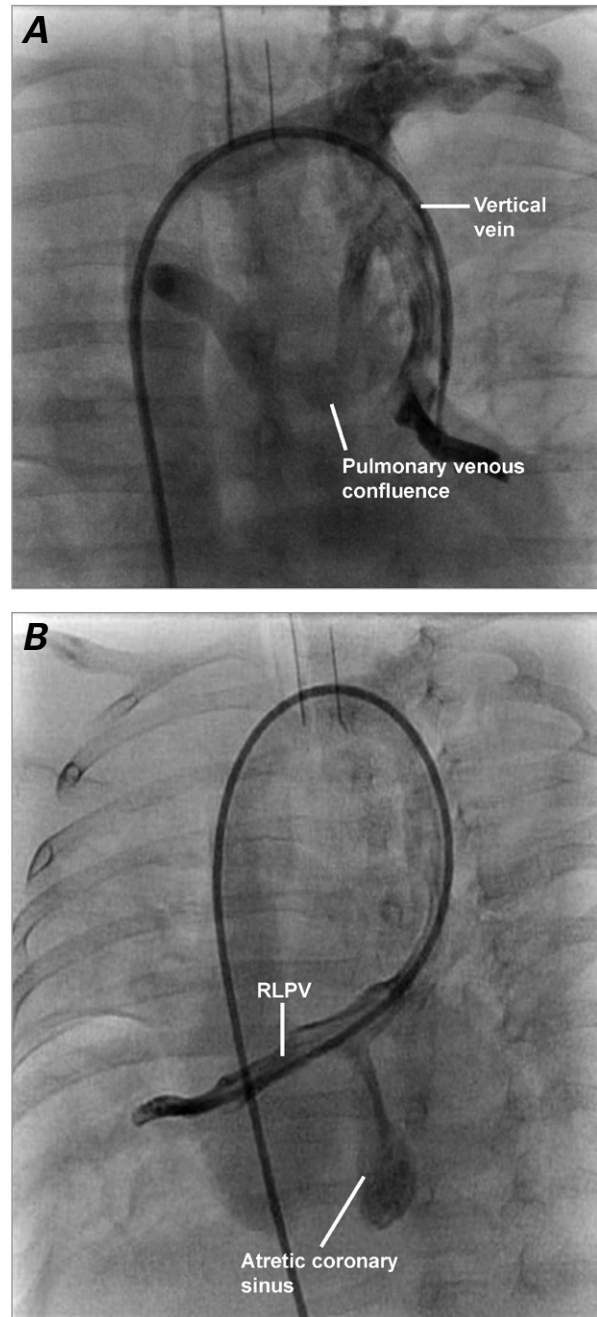 A
Vertical
vein
Pulmonary venous
confluence
B
RLPV
Atretic coronary
sinus